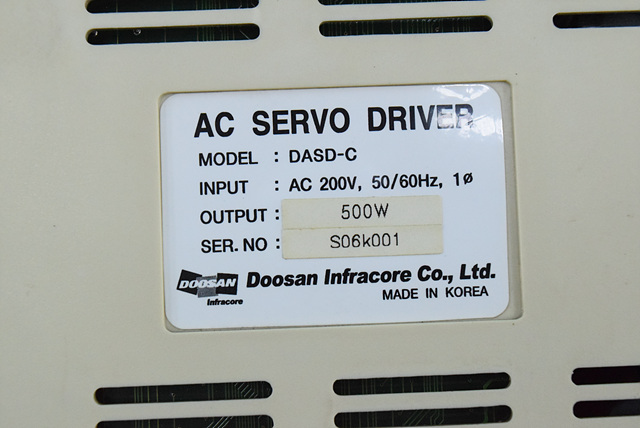 AC SERVO DRIVER
MODEL : DASD-C
INPUT : AC 200V, 50/60Hz, 1ø
OUTPUT : 500W
SER. NO : S06k001
DOOSAN Doosan Infracore Co., Ltd.
Infracore MADE IN KOREA